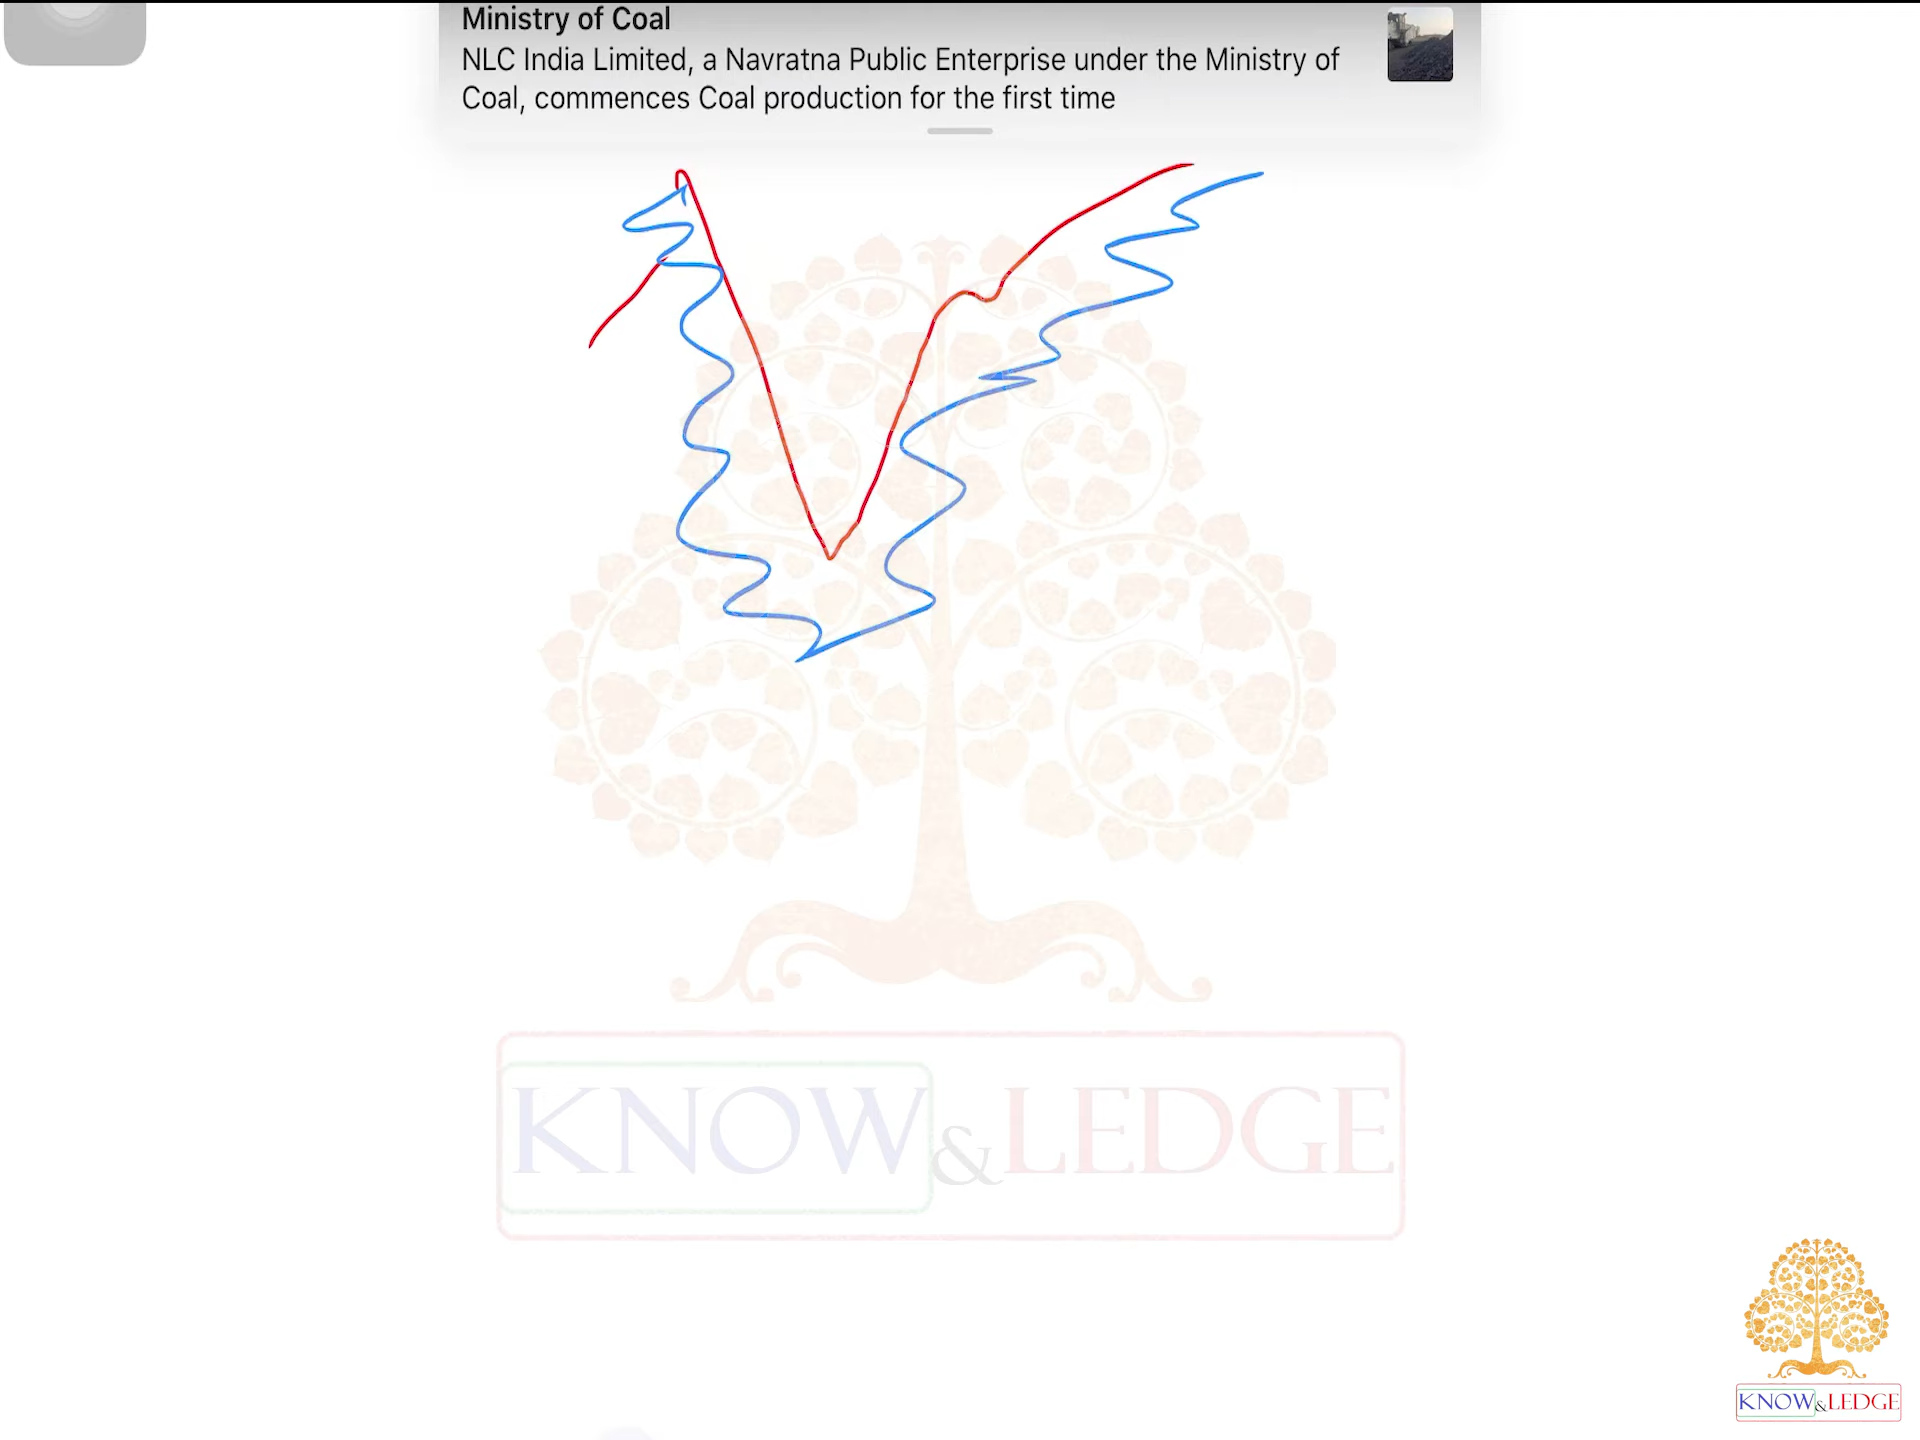 Ministry of Coal
NLC India Limited, a Navratna Public Enterprise under the Ministry of
Coal, commences Coal production for the first time
KNOW&LEDGE
KNOW&LEDGE